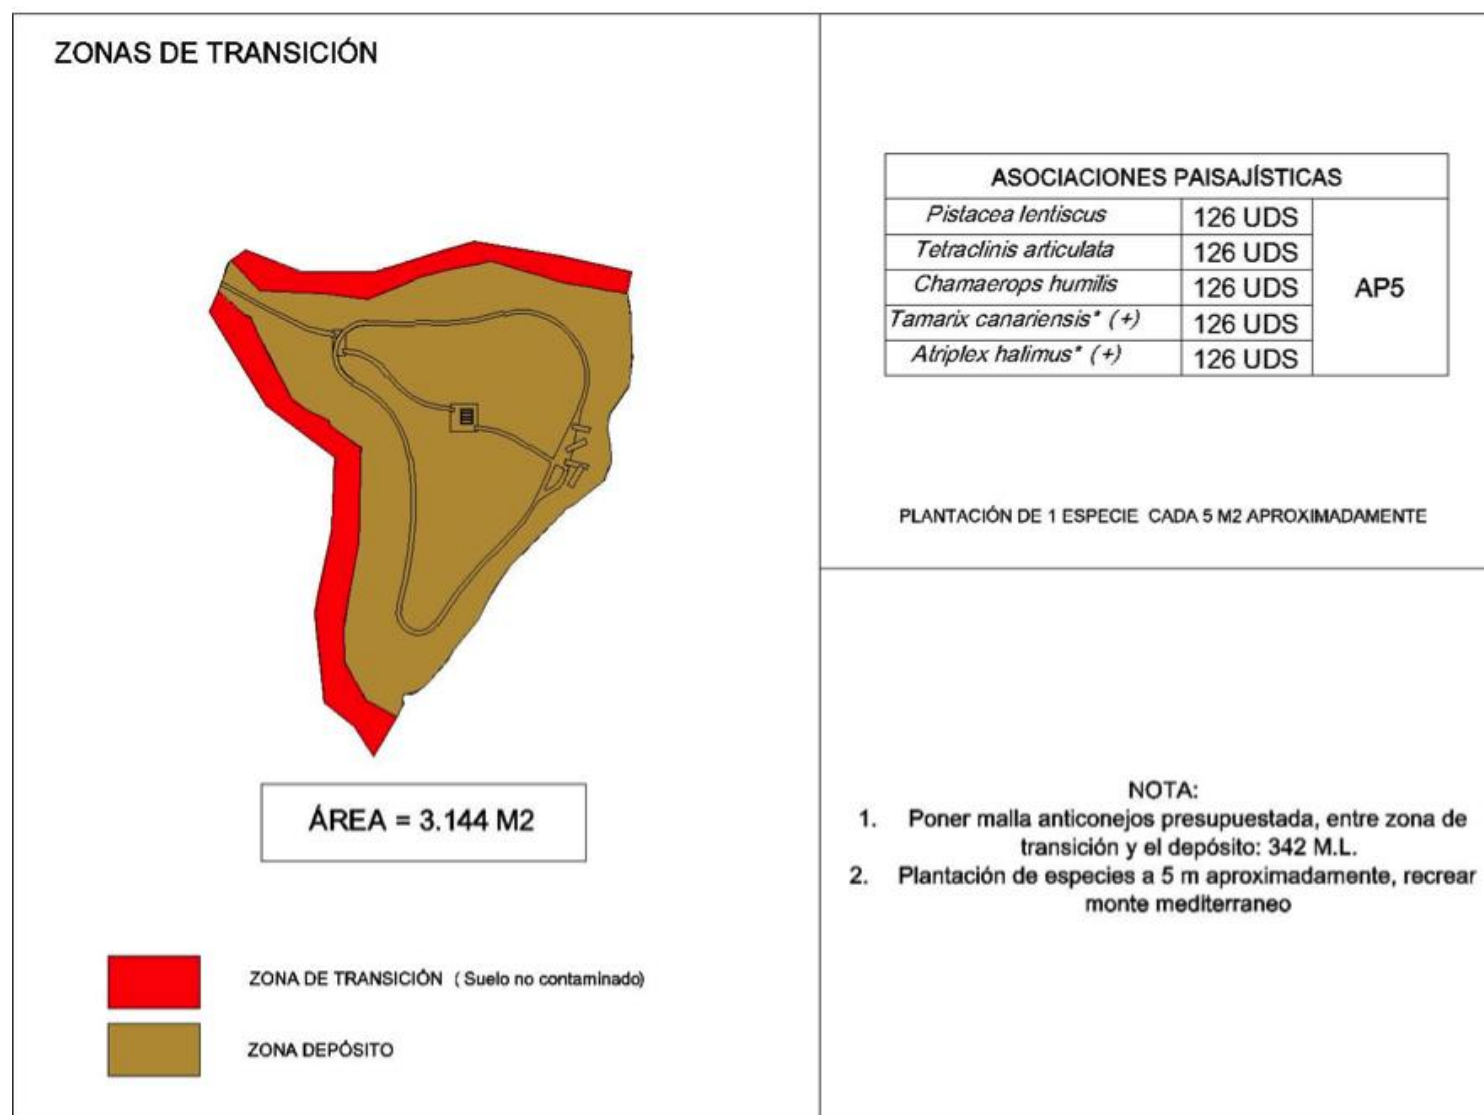 ZONAS DE TRANSICIÓN
ÁREA = 3.144 M2
ZONA DE TRANSICIÓN ( Suelo no contaminado)
ZONA DEPÓSITO
ASOCIACIONES PAISAJÍSTICAS
Pistacea lentiscus 126 UDS
Tetraclinis articulata 126 UDS
Chamaerops humilis 126 UDS AP5
Tamarix canariensis* (+) 126 UDS
Atriplex halimus* (+) 126 UDS
PLANTACIÓN DE 1 ESPECIE CADA 5 M2 APROXIMADAMENTE
NOTA:
1. Poner malla anticonejos presupuestada, entre zona de
transición y el depósito: 342 M.L.
2. Plantación de especies a 5 m aproximadamente, recrear
monte mediterraneo